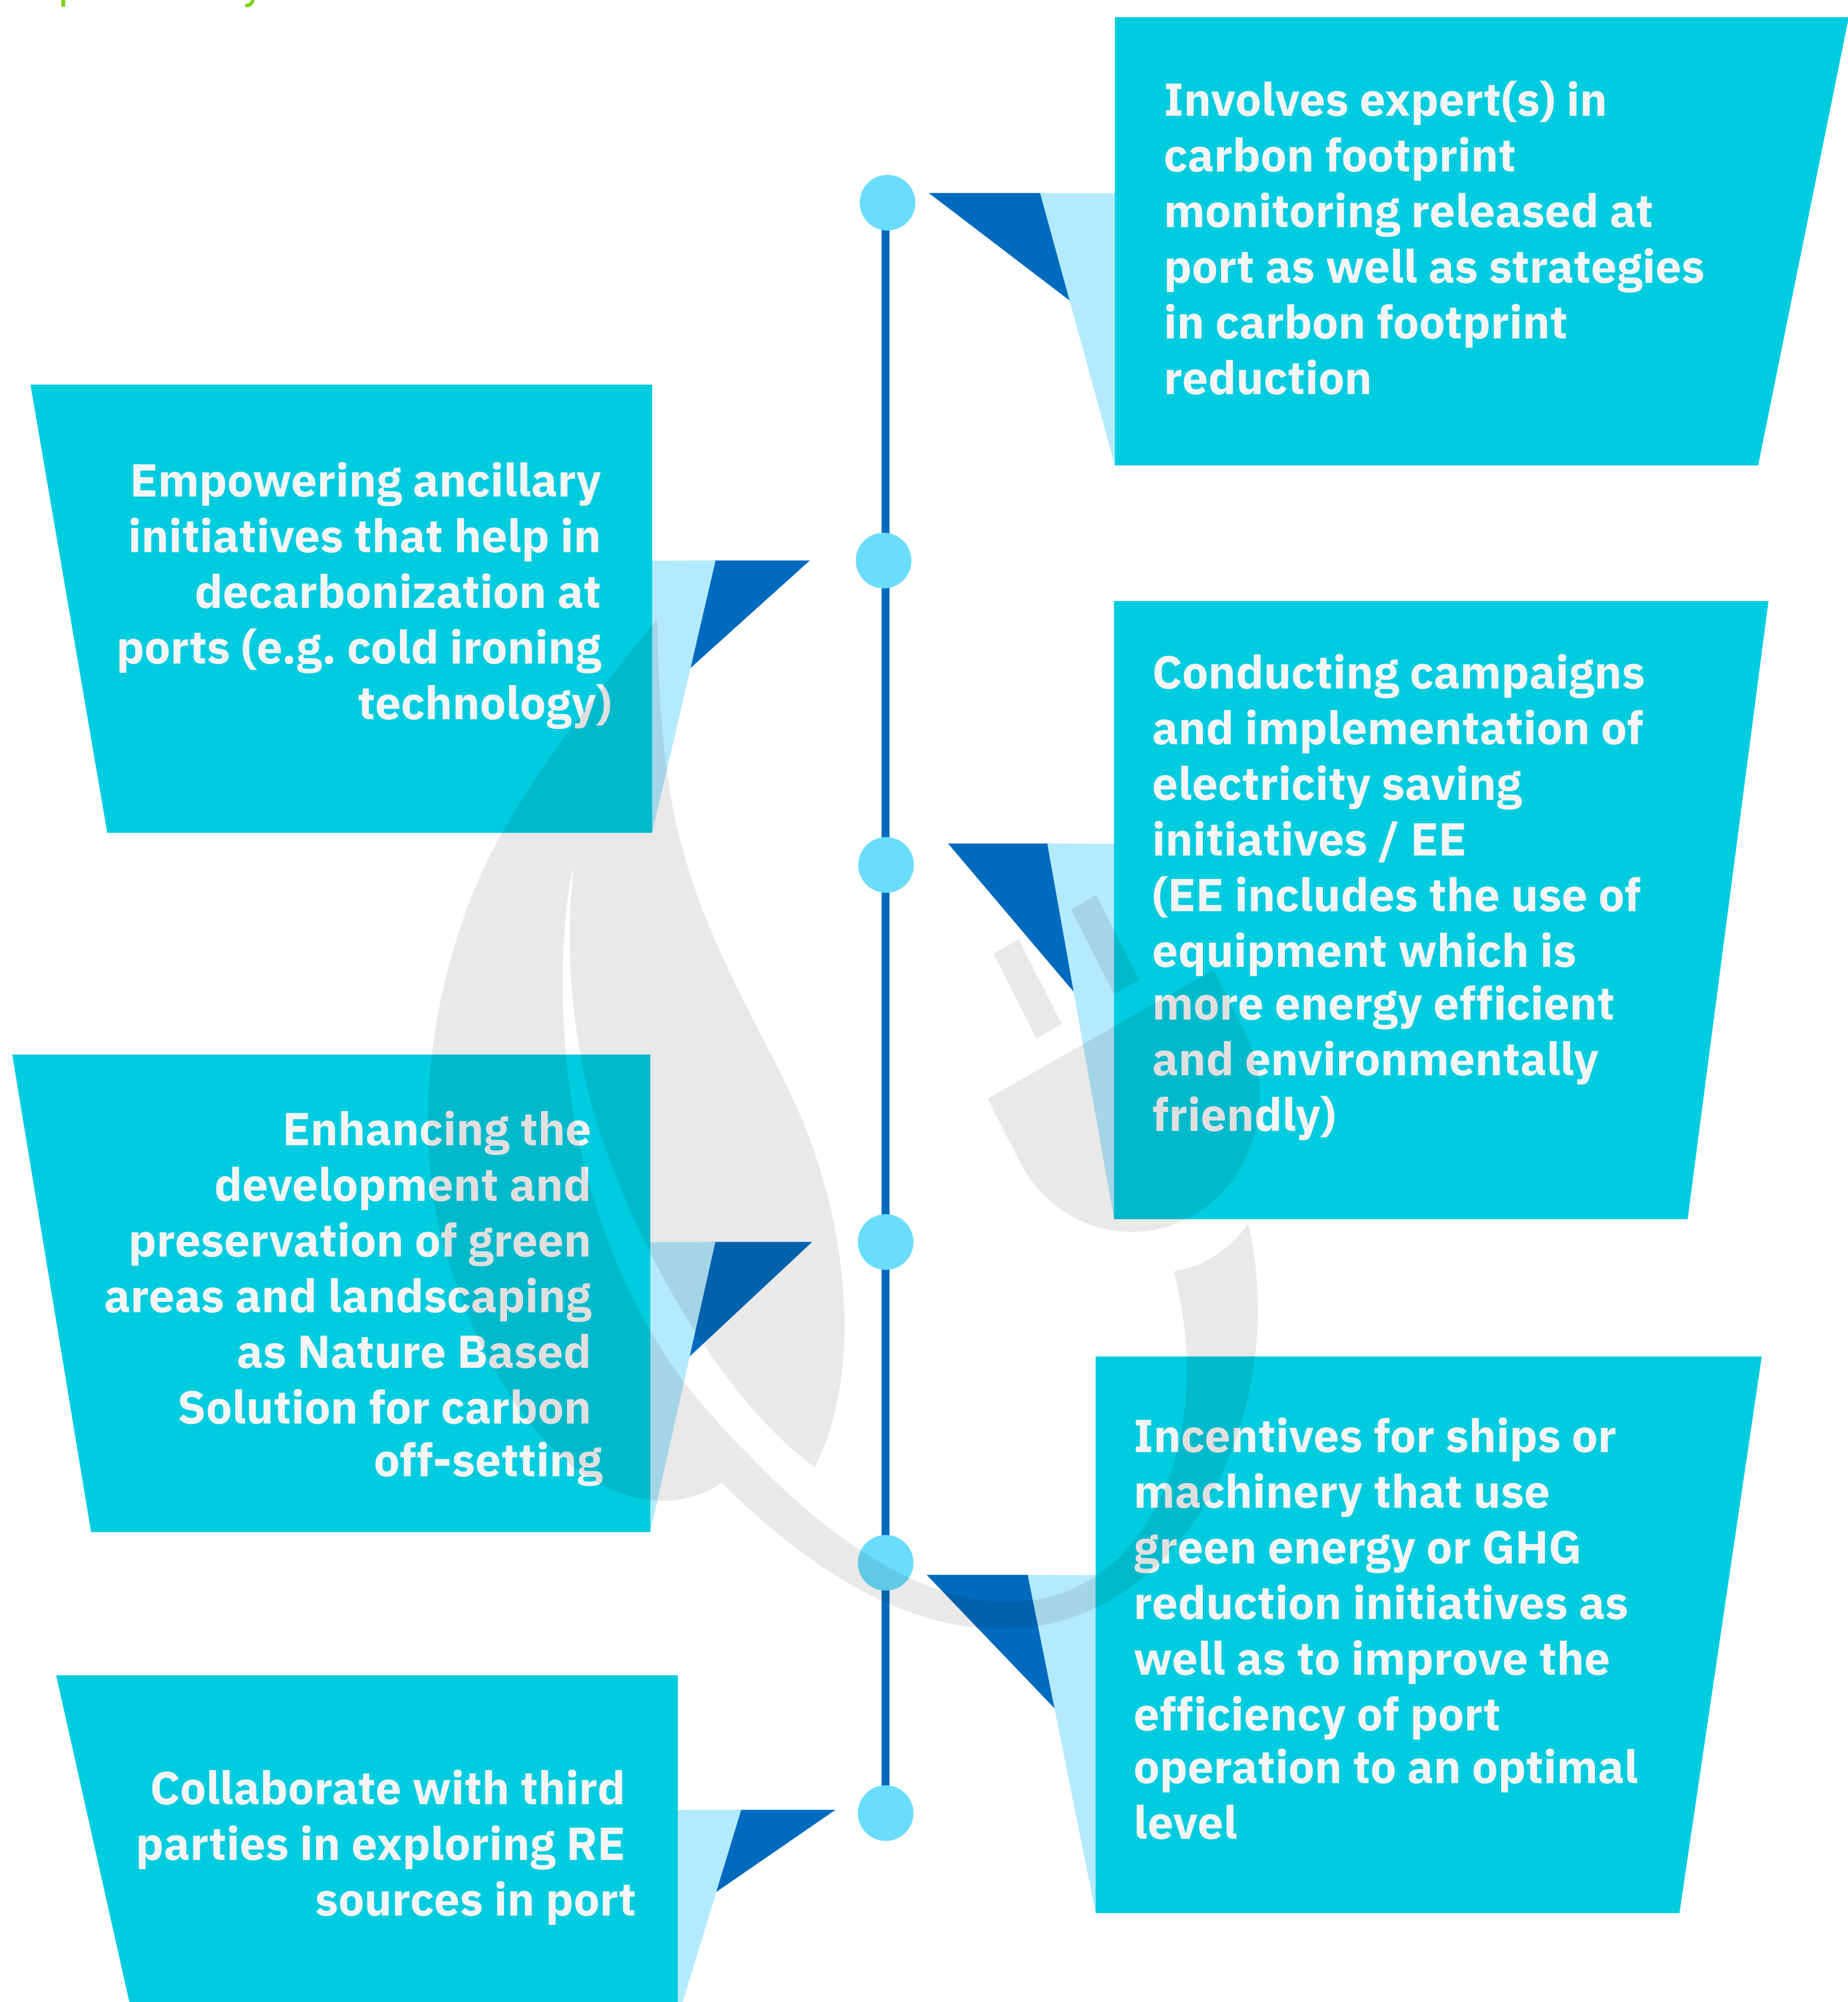 Involves expert(s) in
carbon footprint
monitoring released at
port as well as strategies
in carbon footprint
reduction
Empowering ancillary
initiatives that help in
decarbonization at
ports (e.g. cold ironing
technology)
Conducting campaigns
and implementation of
electricity saving
initiatives / EE
(EE includes the use of
equipment which is
more energy efficient
and environmentally
friendly)
Enhancing the
development and
preservation of green
areas and landscaping
as Nature Based
Solution for carbon
off-setting
Incentives for ships or
machinery that use
green energy or GHG
reduction initiatives as
well as to improve the
efficiency of port
operation to an optimal
level
Collaborate with third
parties in exploring RE
sources in port